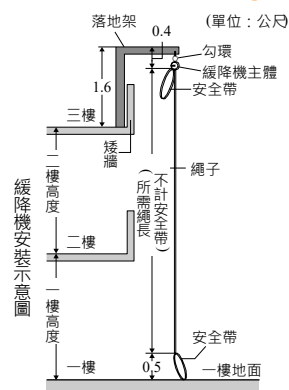 落地架
0.4
(單位：公尺)
勾環
緩降機主體
安全帶
1.6
三樓
矮牆
二樓高度
繩子
不計安全帶
(所需繩長)
緩降機安裝示意圖
二樓
一樓高度
安全帶
0.5
一樓
一樓地面